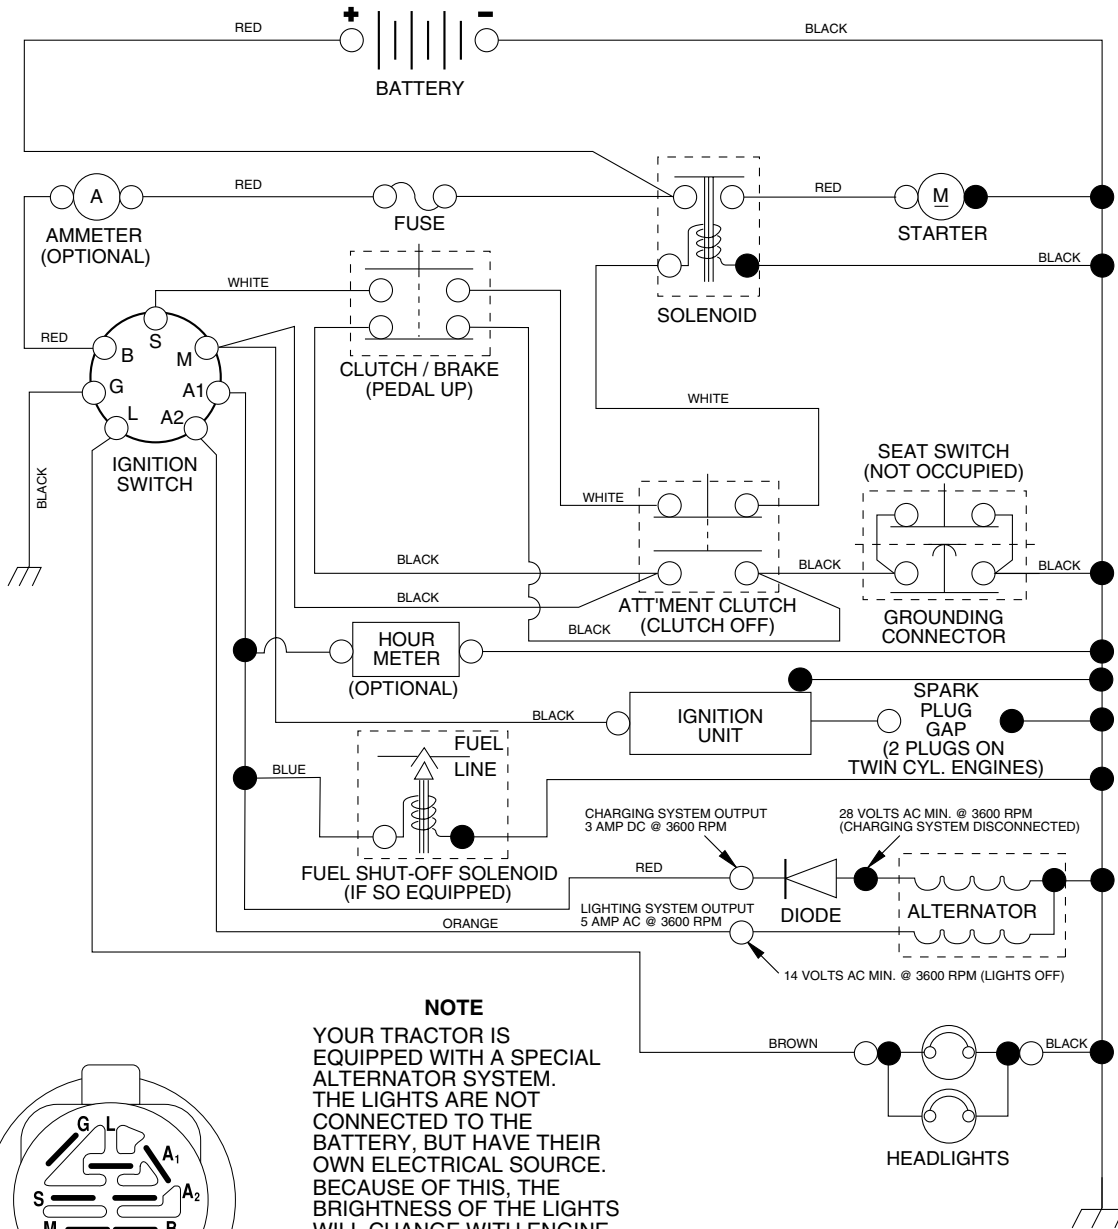 + −
RED
BLACK
BATTERY
RED
RED
A
M
FUSE
STARTER
AMMETER
(OPTIONAL)
BLACK
WHITE
SOLENOID
RED
S
B
M
CLUTCH / BRAKE
(PEDAL UP)
G
A1
L
A2
WHITE
IGNITION
SWITCH
SEAT SWITCH
(NOT OCCUPIED)
BLACK
WHITE
BLACK
BLACK
BLACK
BLACK
ATT'MENT CLUTCH
(CLUTCH OFF)
GROUNDING
CONNECTOR
BLACK
HOUR
METER
(OPTIONAL)
BLACK
IGNITION
UNIT
SPARK
PLUG
GAP
(2 PLUGS ON
TWIN CYL. ENGINES)
FUEL
LINE
BLUE
CHARGING SYSTEM OUTPUT
3 AMP DC @ 3600 RPM
28 VOLTS AC MIN. @ 3600 RPM
(CHARGING SYSTEM DISCONNECTED)
FUEL SHUT-OFF SOLENOID
(IF SO EQUIPPED)
RED
DIODE
ALTERNATOR
LIGHTING SYSTEM OUTPUT
5 AMP AC @ 3600 RPM
ORANGE
14 VOLTS AC MIN. @ 3600 RPM (LIGHTS OFF)
NOTE
YOUR TRACTOR IS
EQUIPPED WITH A SPECIAL
ALTERNATOR SYSTEM.
THE LIGHTS ARE NOT
CONNECTED TO THE
BATTERY, BUT HAVE THEIR
OWN ELECTRICAL SOURCE.
BECAUSE OF THIS, THE
BRIGHTNESS OF THE LIGHTS
WILL CHANGE WITH ENGINE
BROWN
BLACK
HEADLIGHTS
G L
A1
A2
S
M
B